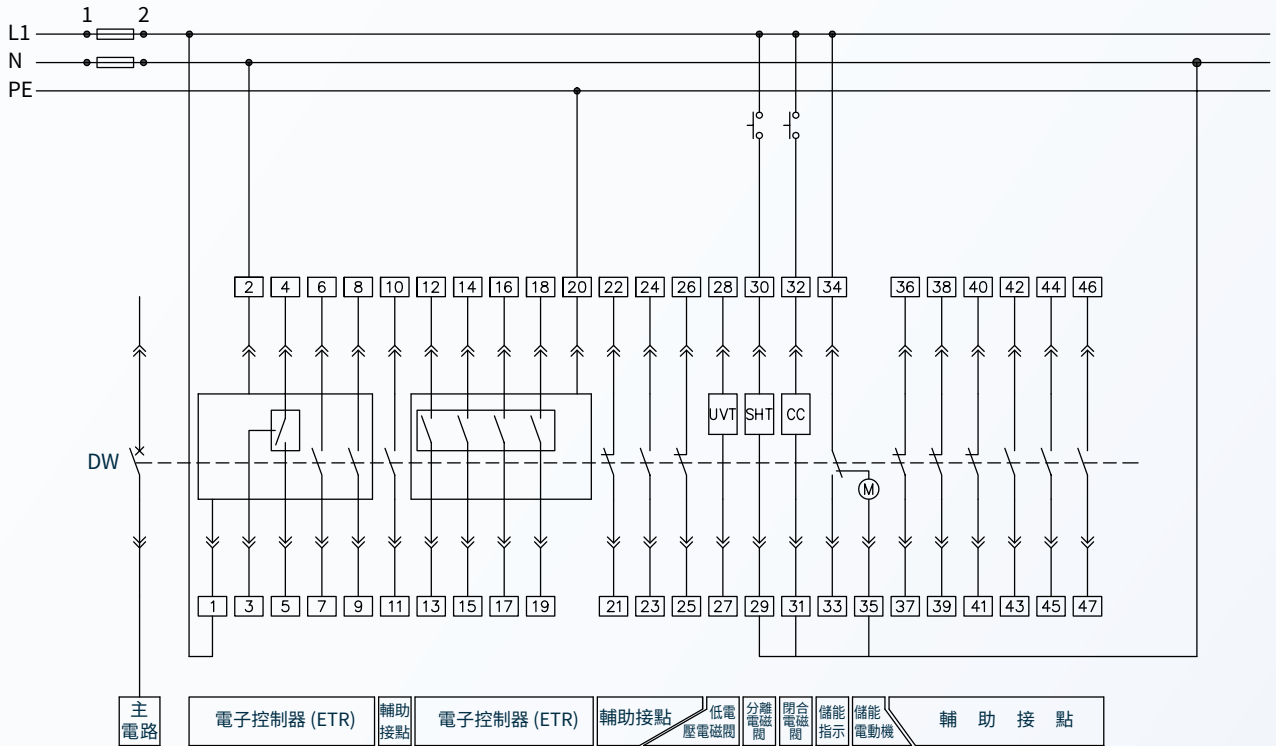 1 2
L1
N
PE
2 4 6 8 10 12 14 16 18 20 22 24 26 28 30 32 34 36 38 40 42 44 46
UVT SHT CC
DW
M
1 3 5 7 9 11 13 15 17 19 21 23 25 27 29 31 33 35 37 39 41 43 45 47
主
電路
電子控制器 (ETR)
輔助
接點
電子控制器 (ETR)
輔助接點
低電
壓電磁閥
分離
電磁
閥
閉合
電磁
閥
儲能
指示
儲能
電動機
輔 助 接 點